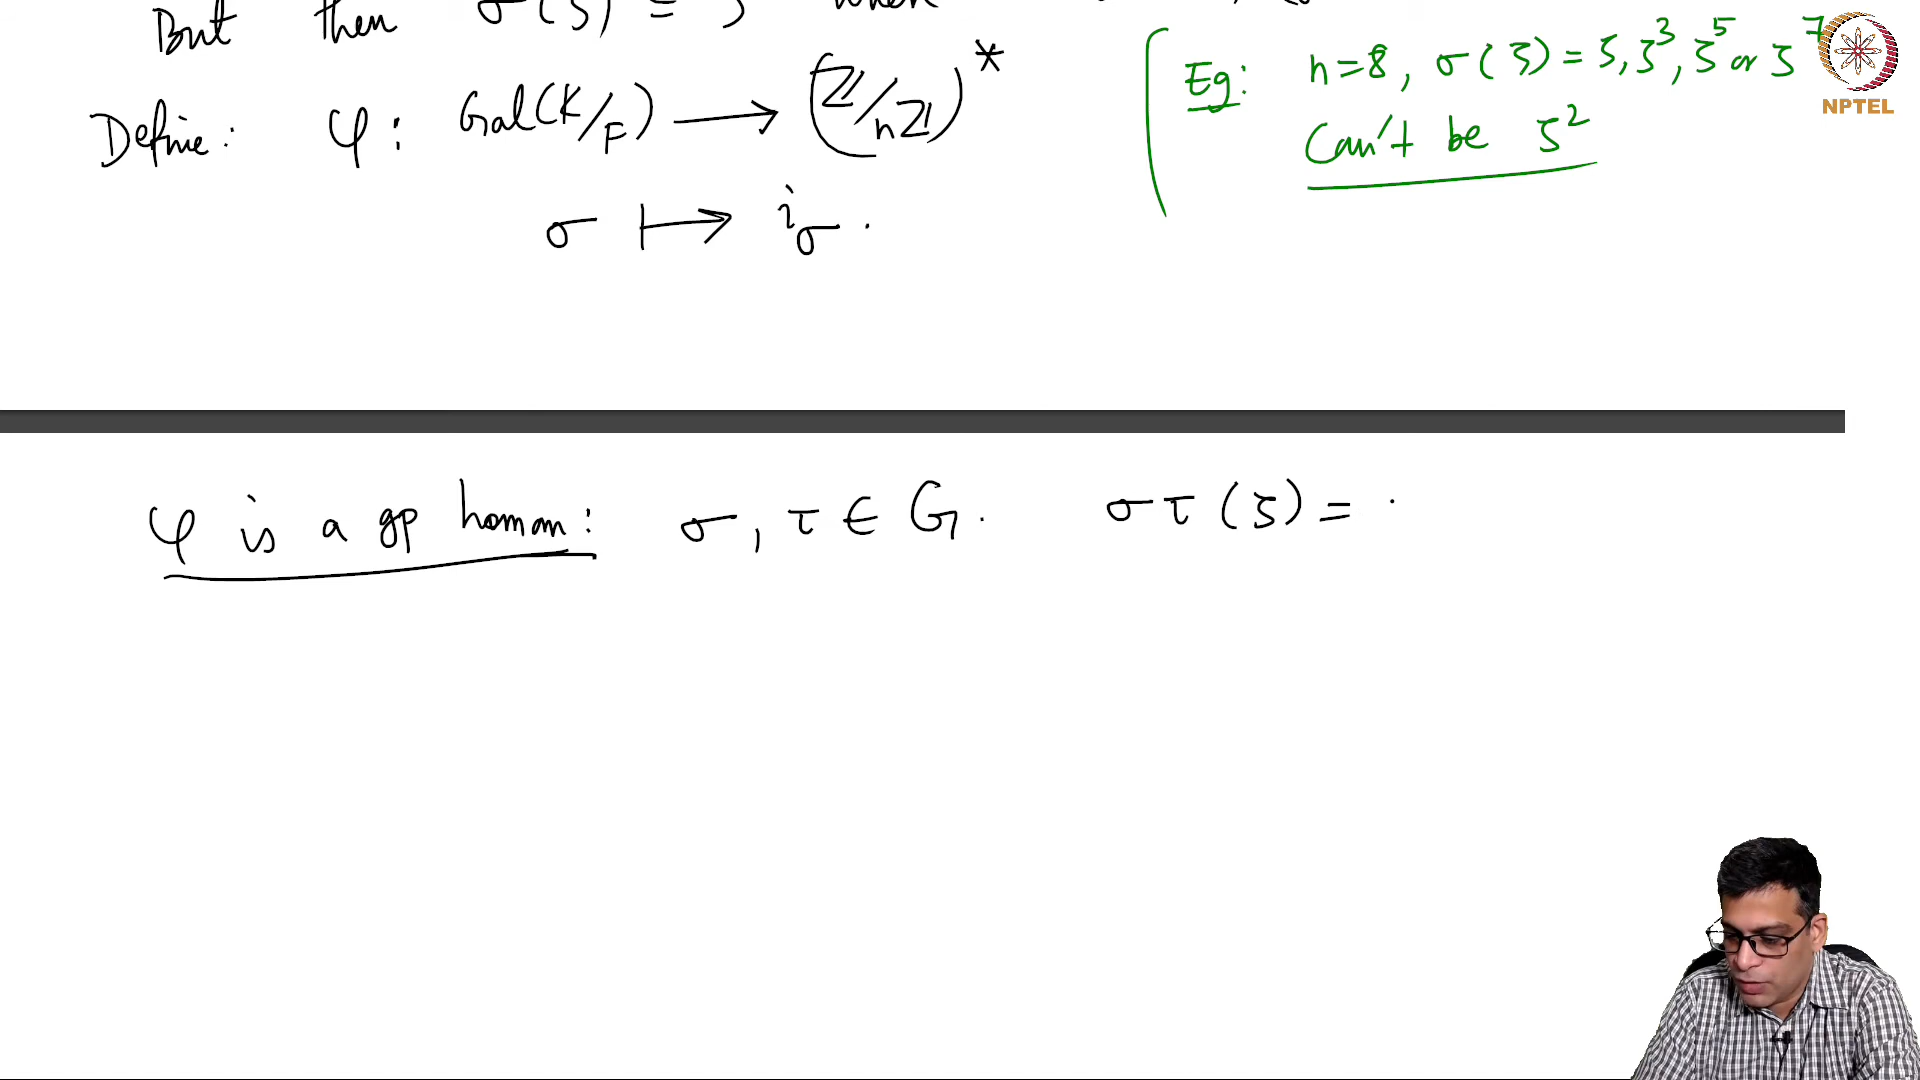 But then σ(ζ) = ζ when
Define: φ: Gal(K/F) ⟶ (ℤ/nℤ)*
σ ⟼ i_σ.
Eg: n=8, σ(ζ) = ζ, ζ³, ζ⁵ or ζ⁷
Can't be ζ²
NPTEL
φ is a gp homom: σ, τ ∈ G. στ(ζ) = .